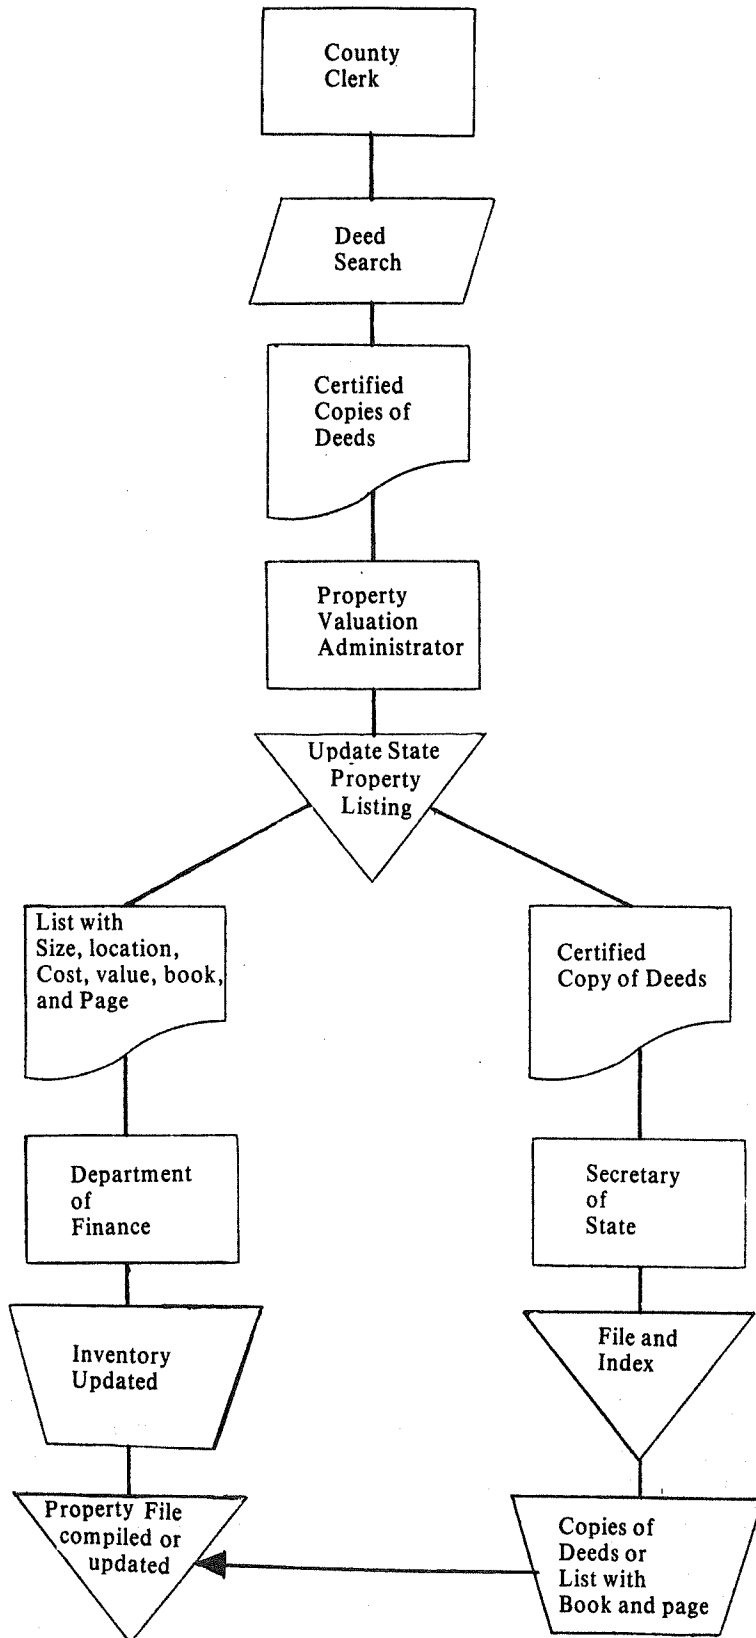 County
Clerk
Deed
Search
Certified
Copies of
Deeds
Property
Valuation
Administrator
Update State
Property
Listing
List with
Size, location,
Cost, value, book,
and Page
Certified
Copy of Deeds
Department
of
Finance
Secretary
of
State
Inventory
Updated
File and
Index
Property File
compiled or
updated
Copies of
Deeds or
List with
Book and page